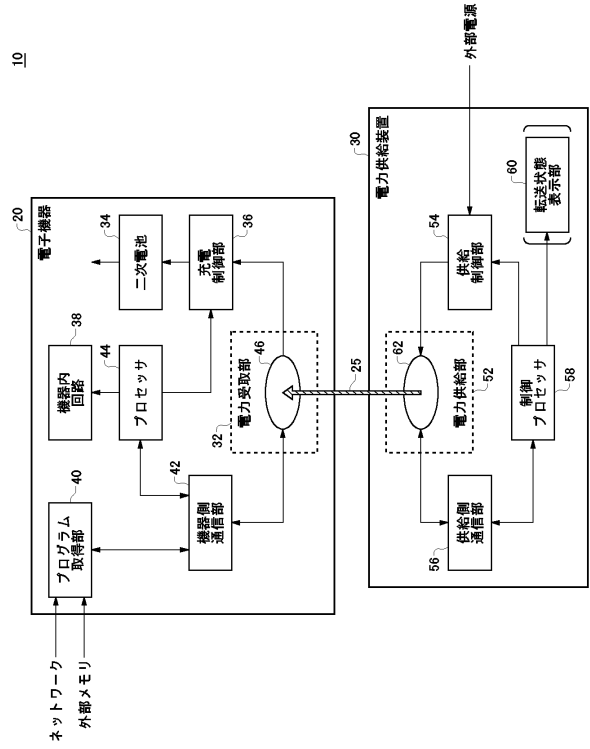 10
20
電子機器
ネットワーク
外部メモリ
40
プログラム
取得部
38
機器内
回路
44
プロセッサ
34
二次電池
42
機器側
通信部
36
充電
制御部
32
電力受取部
46
25
30
電力供給装置
外部電源
62
電力供給部
52
56
供給側
通信部
54
供給
制御部
制御
プロセッサ
58
60
転送状態
表示部